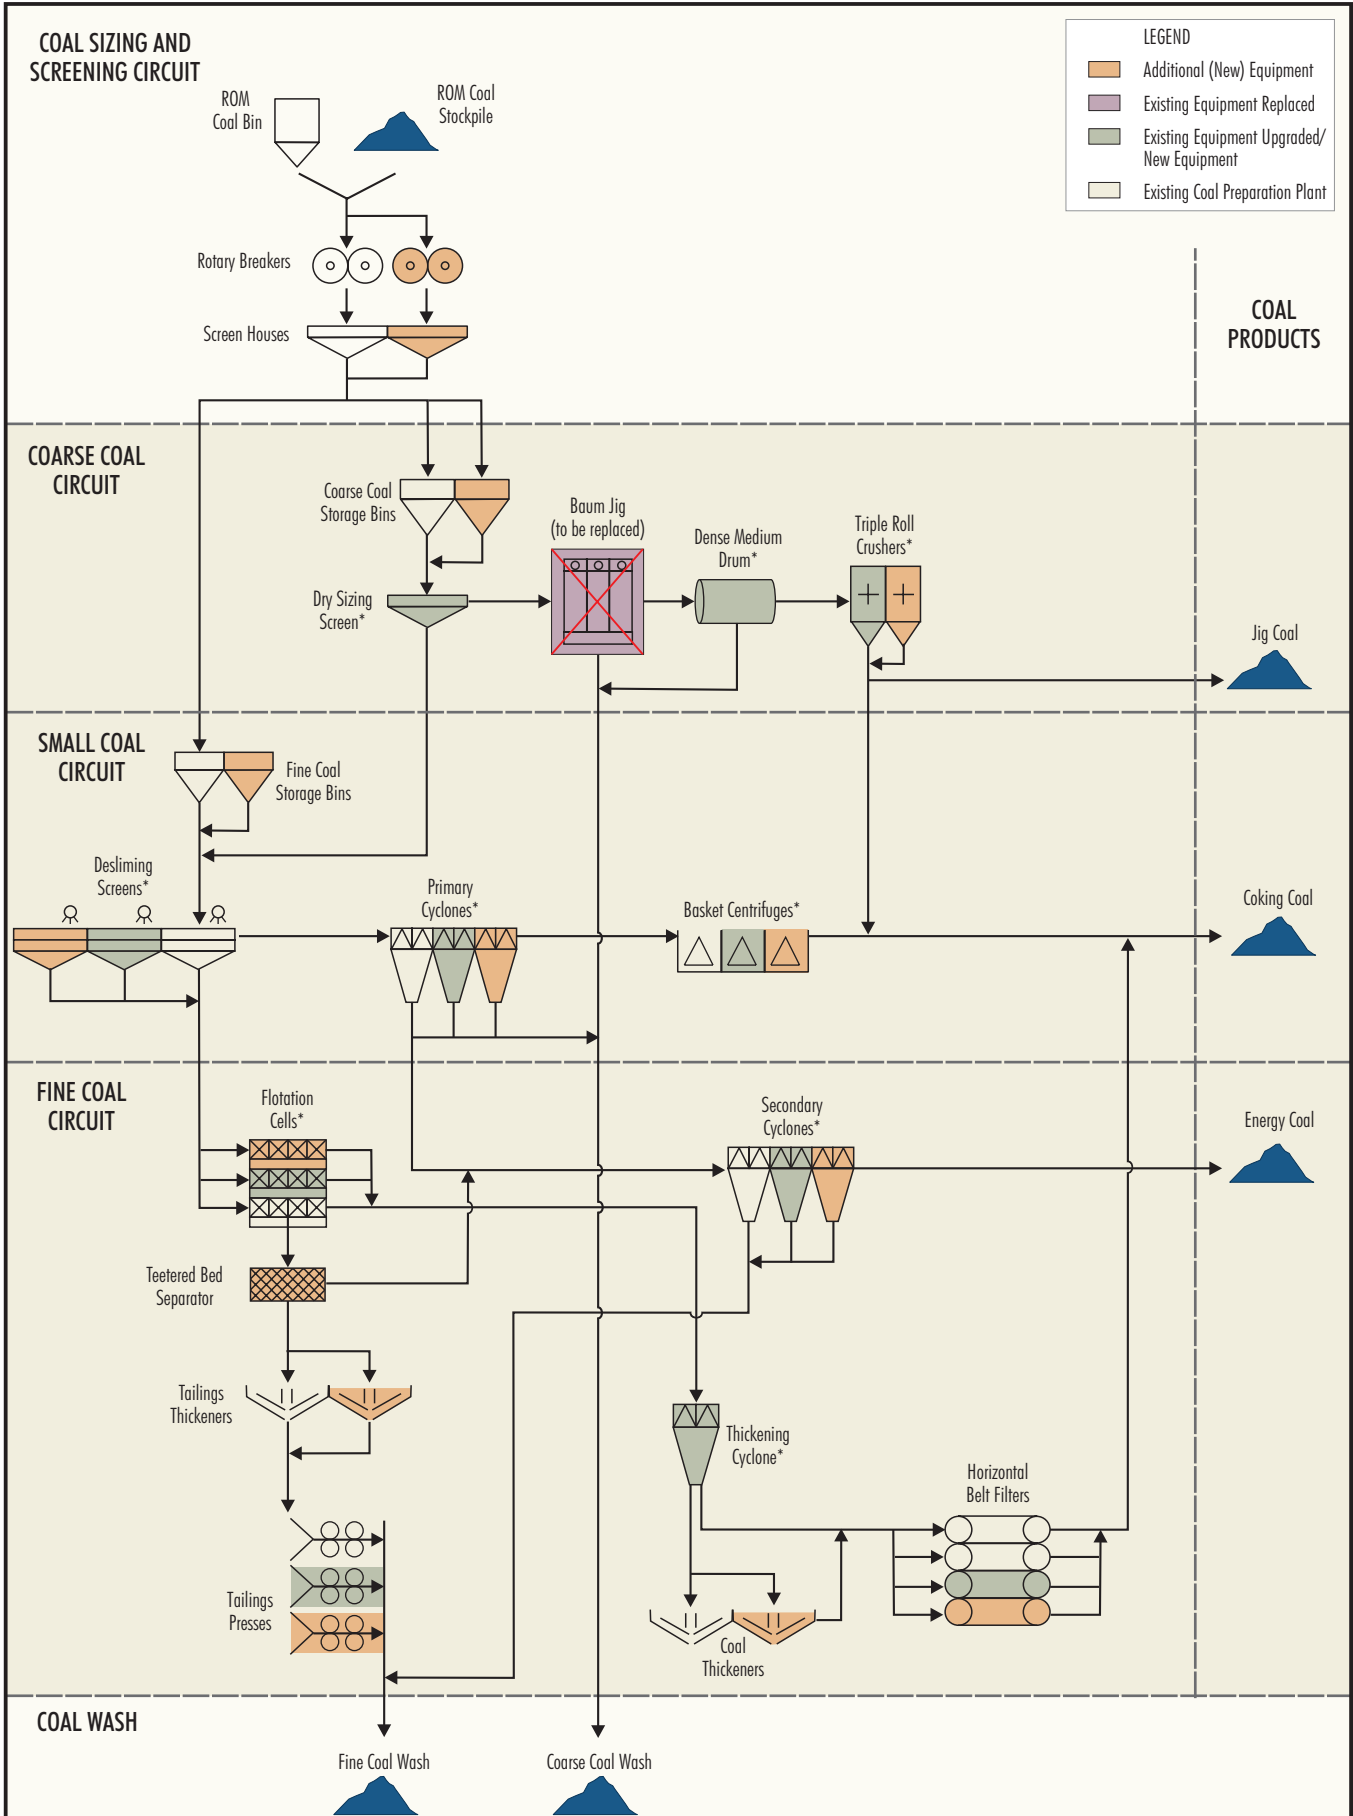 COAL SIZING AND
SCREENING CIRCUIT
ROM
Coal Bin
ROM Coal
Stockpile
LEGEND
Additional (New) Equipment
Existing Equipment Replaced
Existing Equipment Upgraded/
New Equipment
Existing Coal Preparation Plant
Rotary Breakers
Screen Houses
COAL
PRODUCTS
COARSE COAL
CIRCUIT
Coarse Coal
Storage Bins
Baum Jig
(to be replaced)
Dense Medium
Drum*
Triple Roll
Crushers*
Dry Sizing
Screen*
Jig Coal
SMALL COAL
CIRCUIT
Fine Coal
Storage Bins
Desliming
Screens*
Primary
Cyclones*
Basket Centrifuges*
Coking Coal
FINE COAL
CIRCUIT
Flotation
Cells*
Secondary
Cyclones*
Energy Coal
Teetered Bed
Separator
Tailings
Thickeners
Thickening
Cyclone*
Horizontal
Belt Filters
Tailings
Presses
Coal
Thickeners
COAL WASH
Fine Coal Wash
Coarse Coal Wash